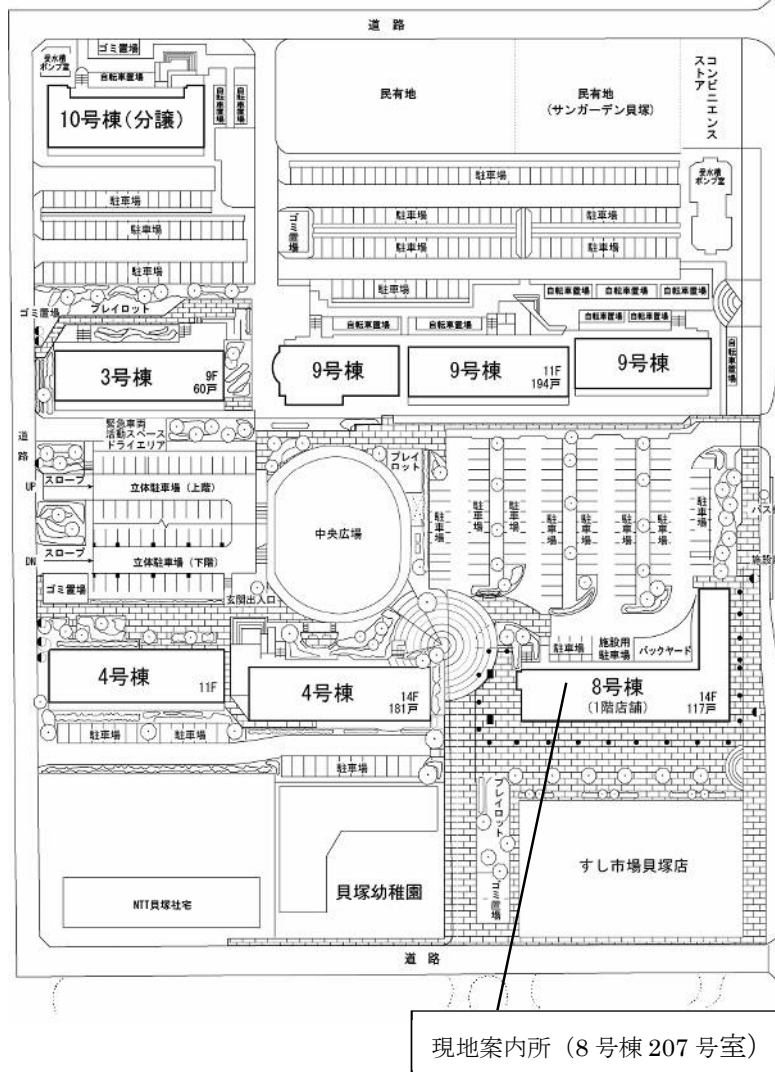 道 路
ゴミ置場
受水槽
ポンプ室
自転車置場
自転車置場
自転車置場
10号棟(分譲)
民有地
民有地
(サンガーデン貝塚)
コンビニエンス
ストア
受水槽
ポンプ室
駐車場
駐車場
駐車場
駐車場
ゴミ置場
駐車場
駐車場
駐車場
駐車場
駐車場
自転車置場
自転車置場
自転車置場
自転車置場
自転車置場
自転車置場
自転車置場
自転車置場
ゴミ置場
プレイロット
3号棟
9F
60戸
9号棟
9号棟
11F
194戸
9号棟
道
路
緊急車両
活動スペース
ドライエリア
UP
スロープ
立体駐車場(上階)
スロープ
DN
立体駐車場(下階)
ゴミ置場
玄関出入口
中央広場
プレイ
ロット
駐車場
駐車場
駐車場
駐車場
駐車場
駐車場
駐車場
駐車場
バス
施設
駐車場
施設用
駐車場
バックヤード
4号棟
11F
4号棟
14F
181戸
8号棟
(1階店舗)
14F
117戸
駐車場
駐車場
駐車場
プレイロット
ゴミ置場
すし市場貝塚店
貝塚幼稚園
NTT貝塚社宅
道 路
現地案内所(8号棟207号室)